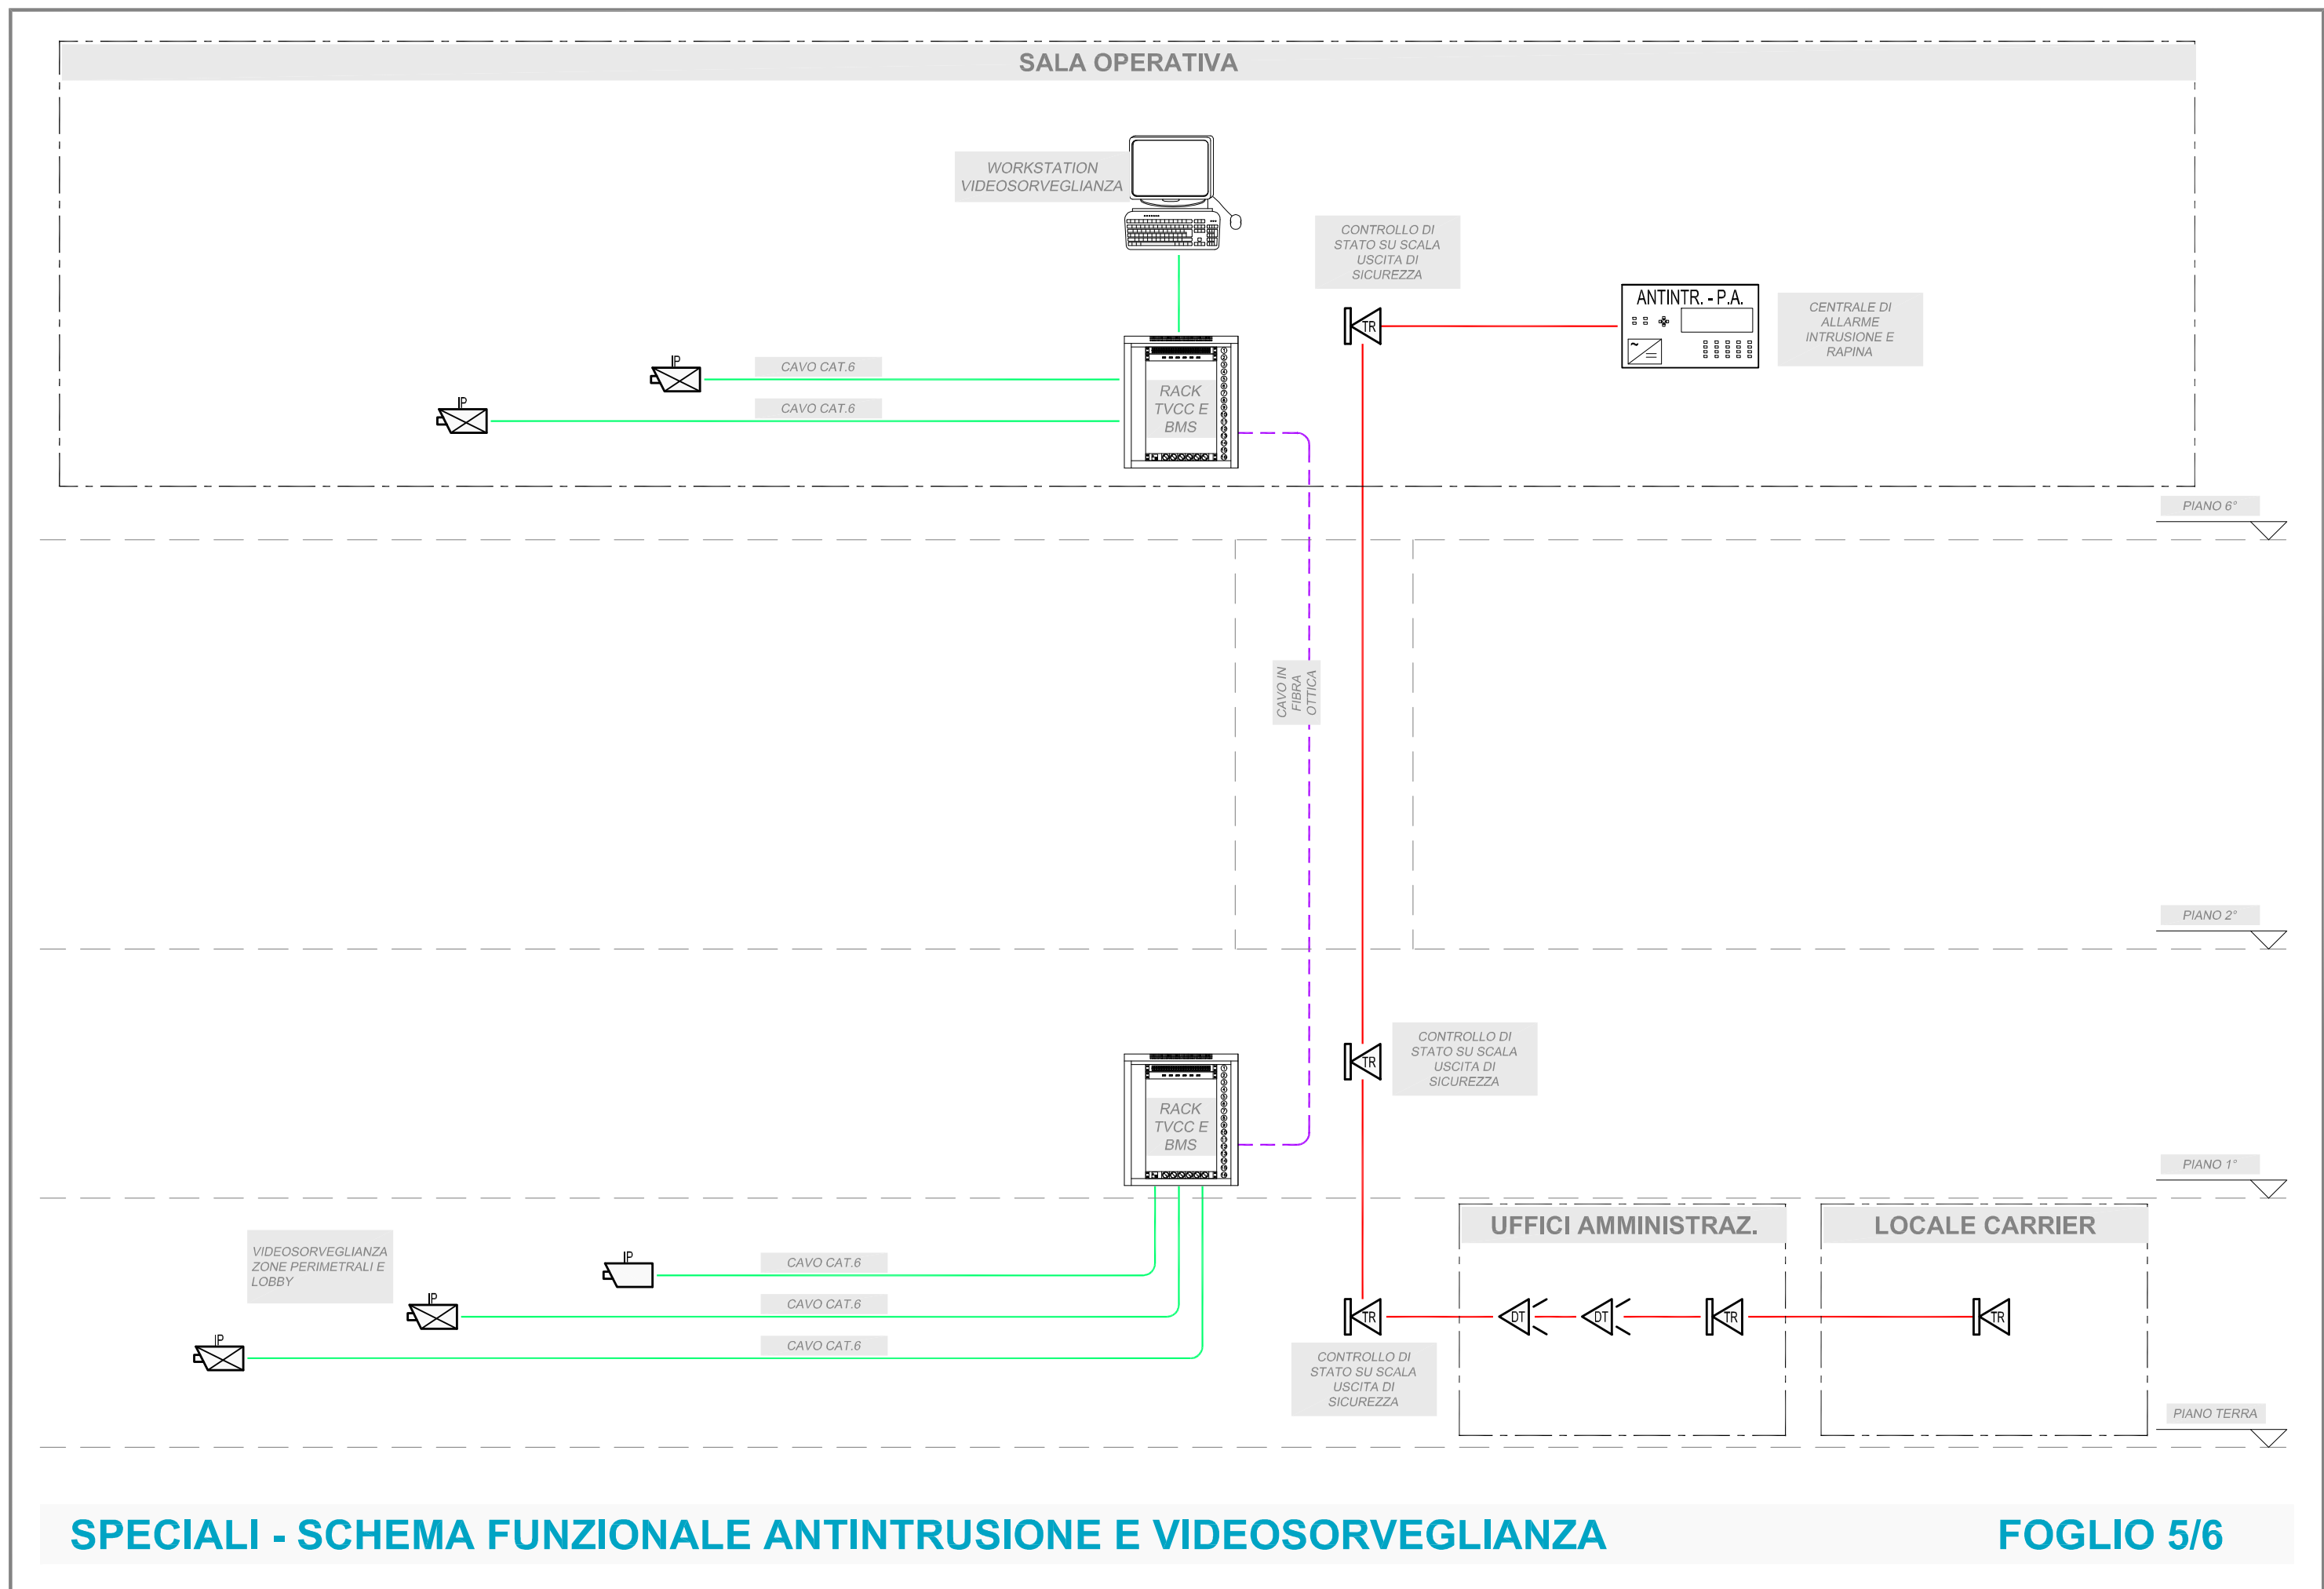 SALA OPERATIVA
WORKSTATION
VIDEOSORVEGLIANZA
CONTROLLO DI
STATO SU SCALA
USCITA DI
SICUREZZA
ANTINTR. - P.A.
CENTRALE DI
ALLARME
INTRUSIONE E
RAPINA
TR
IP
CAVO CAT.6
IP
CAVO CAT.6
RACK
TVCC E
BMS
PIANO 6°
CAVO IN
FIBRA
OTTICA
PIANO 2°
CONTROLLO DI
STATO SU SCALA
USCITA DI
SICUREZZA
TR
RACK
TVCC E
BMS
PIANO 1°
UFFICI AMMINISTRAZ.
LOCALE CARRIER
VIDEOSORVEGLIANZA
ZONE PERIMETRALI E
LOBBY
IP
CAVO CAT.6
IP
CAVO CAT.6
IP
CAVO CAT.6
TR
DT
DT
TR
TR
CONTROLLO DI
STATO SU SCALA
USCITA DI
SICUREZZA
PIANO TERRA
SPECIALI - SCHEMA FUNZIONALE ANTINTRUSIONE E VIDEOSORVEGLIANZA
FOGLIO 5/6